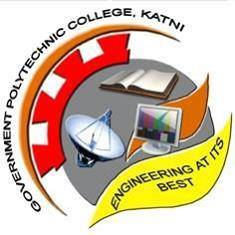 GOVERNMENT POLYTECHNIC COLLEGE, KATNI
ENGINEERING AT ITS
BEST